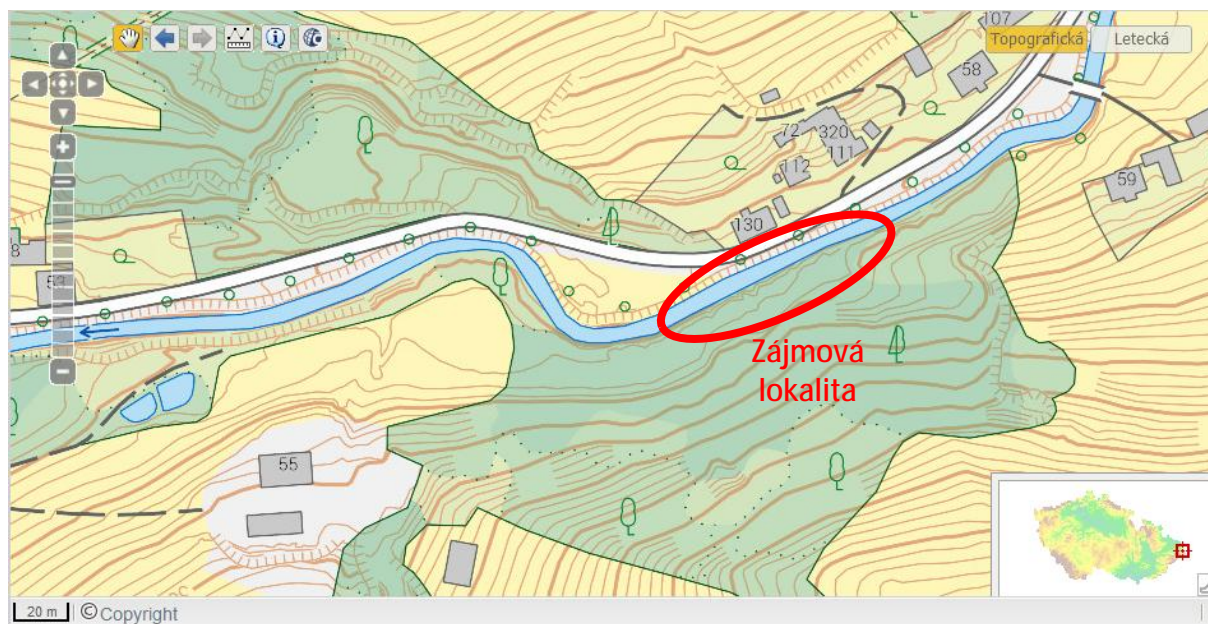 107
Topografická
Letecká
58
72
320
111
112
59
130
8
53
Zájmová
lokalita
55
20 m
© Copyright